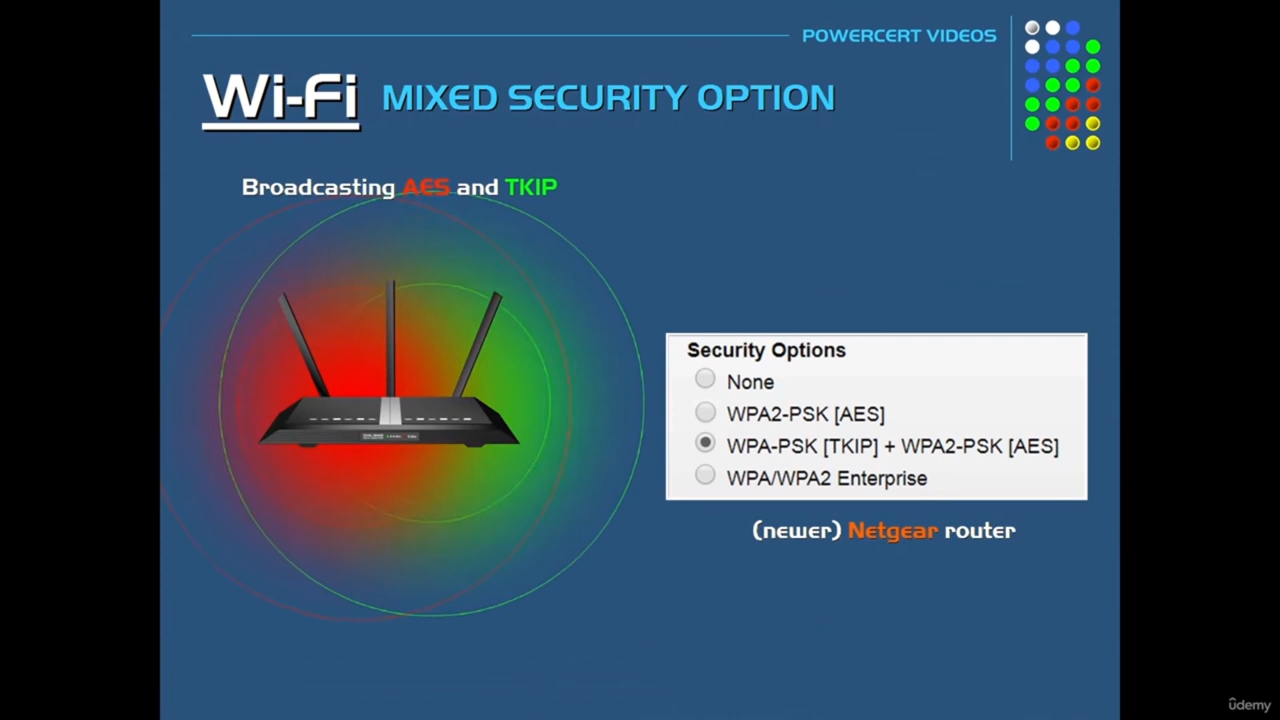 POWERCERT VIDEOS
Wi-Fi MIXED SECURITY OPTION
Broadcasting AES and TKIP
Security Options
None
WPA2-PSK [AES]
WPA-PSK [TKIP] + WPA2-PSK [AES]
WPA/WPA2 Enterprise
(newer) Netgear router
ûdemy